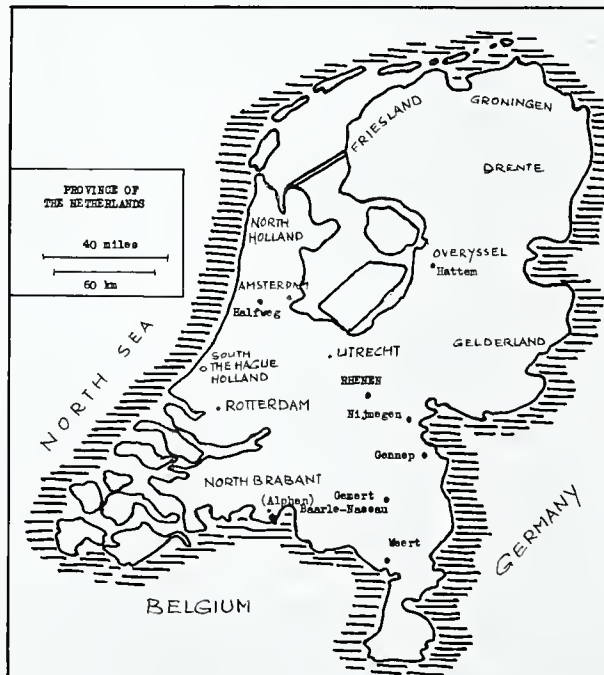 GRONINGEN
FRIESLAND
DRENTE
PROVINCE OF
THE NETHERLANDS
40 miles
60 km
NORTH
HOLLAND
OVERYSSEL
Hattem
AMSTERDAM
Halfweg
NORTH SEA
SOUTH
THE HAGUE
HOLLAND
UTRECHT
GELDERLAND
RHENEN
ROTTERDAM
Nijmegen
Gennep
NORTH BRABANT
(Alphen)
Gemert
Baarle-Nassau
Weert
GERMANY
BELGIUM